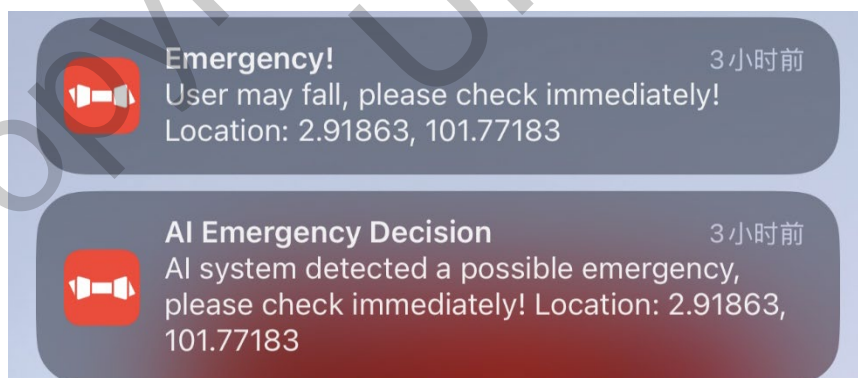 Emergency!
3小时前
User may fall, please check immediately!
Location: 2.91863, 101.77183
AI Emergency Decision
3小时前
AI system detected a possible emergency,
please check immediately! Location: 2.91863,
101.77183